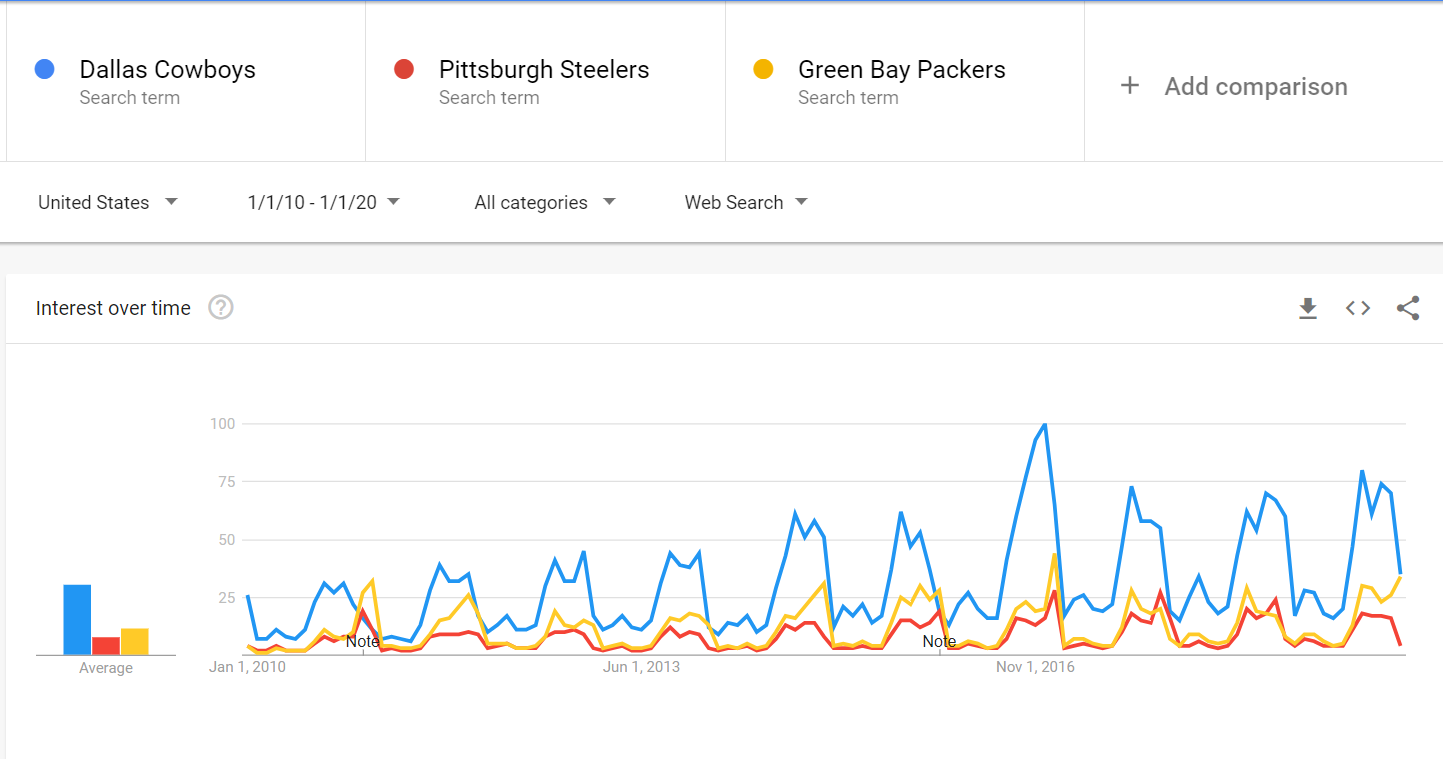 Dallas Cowboys
Search term
Pittsburgh Steelers
Search term
Green Bay Packers
Search term
+ Add comparison
United States
1/1/10 - 1/1/20
All categories
Web Search
Interest over time
?
100
75
50
25
Note
Note
Average
Jan 1, 2010
Jun 1, 2013
Nov 1, 2016